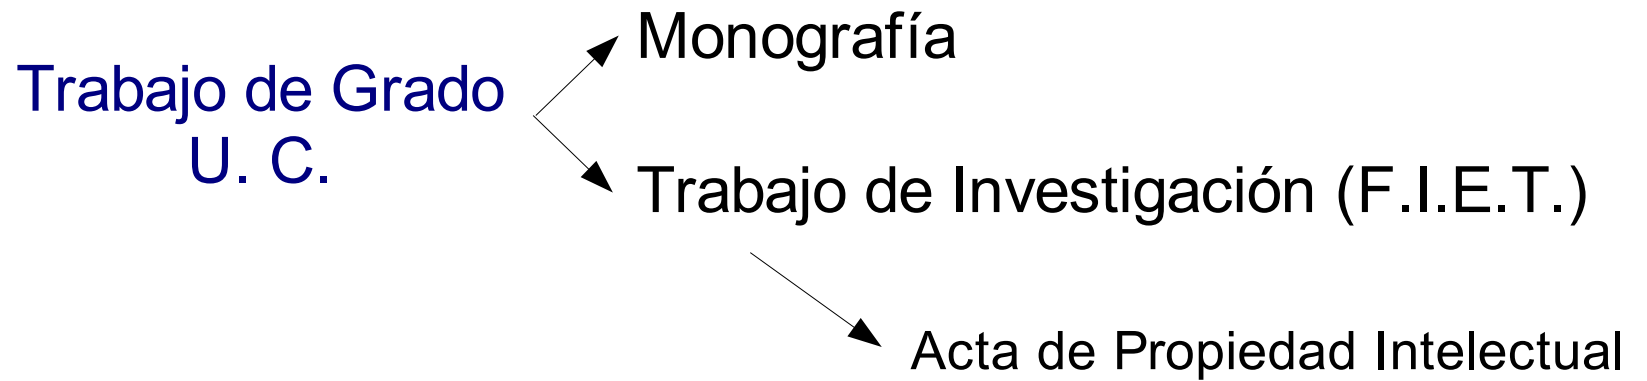 Trabajo de Grado
U. C.
Monografía
Trabajo de Investigación (F.I.E.T.)
Acta de Propiedad Intelectual